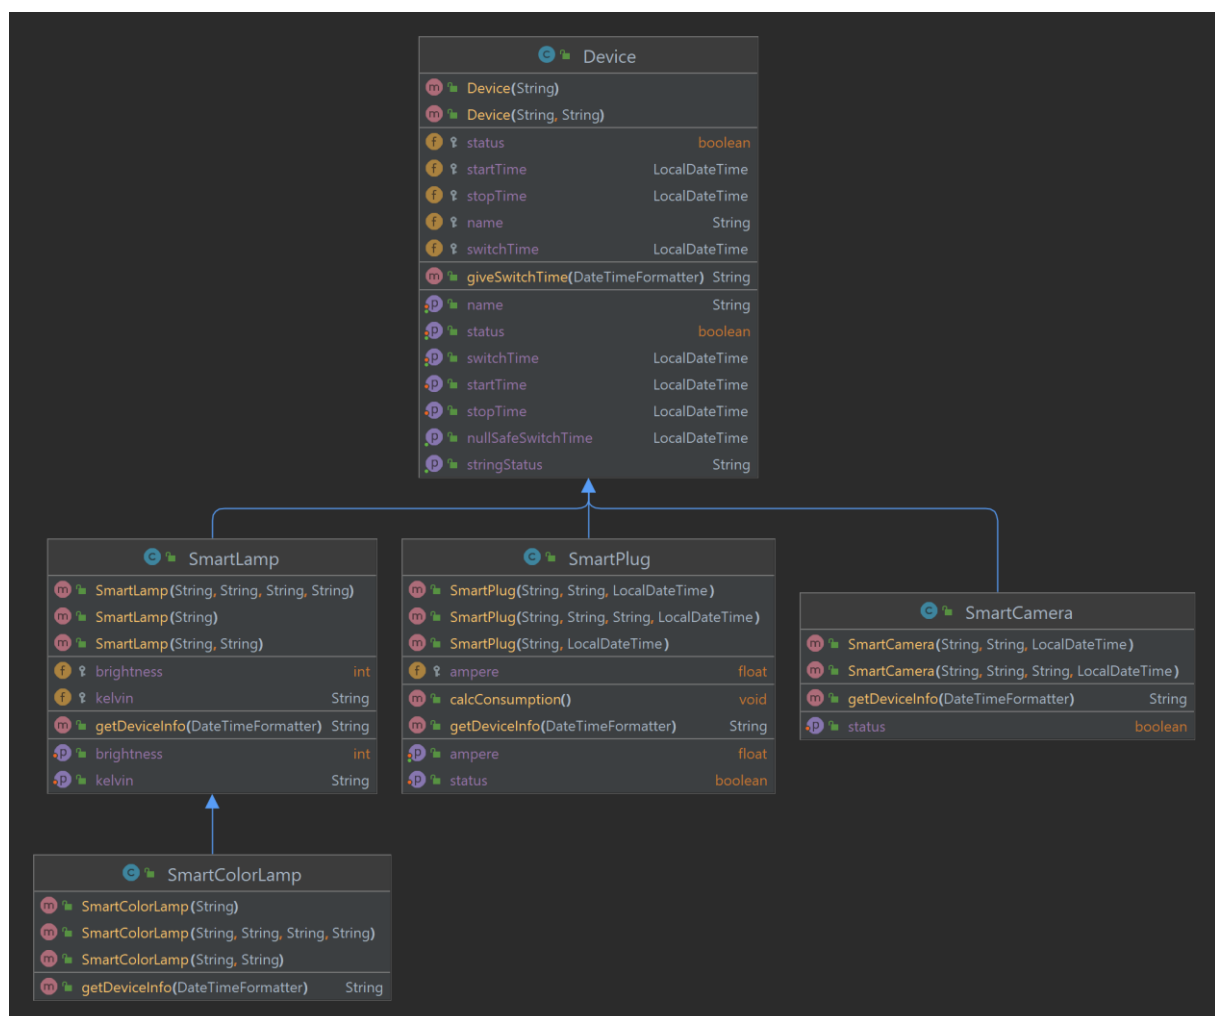 Device
Device(String)
Device(String, String)
status boolean
startTime LocalDateTime
stopTime LocalDateTime
name String
switchTime LocalDateTime
giveSwitchTime(DateTimeFormatter) String
name String
status boolean
switchTime LocalDateTime
startTime LocalDateTime
stopTime LocalDateTime
nullSafeSwitchTime LocalDateTime
stringStatus String
SmartLamp
SmartLamp(String, String, String, String)
SmartLamp(String)
SmartLamp(String, String)
brightness int
kelvin String
getDeviceInfo(DateTimeFormatter) String
brightness int
kelvin String
SmartPlug
SmartPlug(String, String, LocalDateTime)
SmartPlug(String, String, String, LocalDateTime)
SmartPlug(String, LocalDateTime)
ampere float
calcConsumption() void
getDeviceInfo(DateTimeFormatter) String
ampere float
status boolean
SmartCamera
SmartCamera(String, String, LocalDateTime)
SmartCamera(String, String, String, LocalDateTime)
getDeviceInfo(DateTimeFormatter) String
status boolean
SmartColorLamp
SmartColorLamp(String)
SmartColorLamp(String, String, String, String)
SmartColorLamp(String, String)
getDeviceInfo(DateTimeFormatter) String